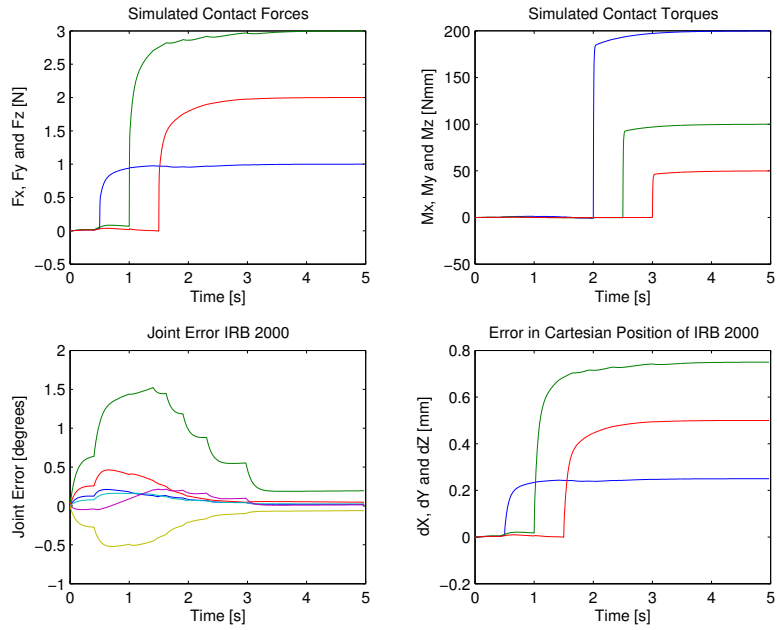 Simulated Contact Forces
Fx, Fy and Fz [N]
3
2.5
2
1.5
1
0.5
0
−0.5
0 1 2 3 4 5
Time [s]
Simulated Contact Torques
Mx, My and Mz [Nmm]
200
150
100
50
0
−50
0 1 2 3 4 5
Time [s]
Joint Error IRB 2000
Joint Error [degrees]
2
1.5
1
0.5
0
−0.5
−1
0 1 2 3 4 5
Time [s]
Error in Cartesian Position of IRB 2000
dX, dY and dZ [mm]
0.8
0.6
0.4
0.2
0
−0.2
0 1 2 3 4 5
Time [s]